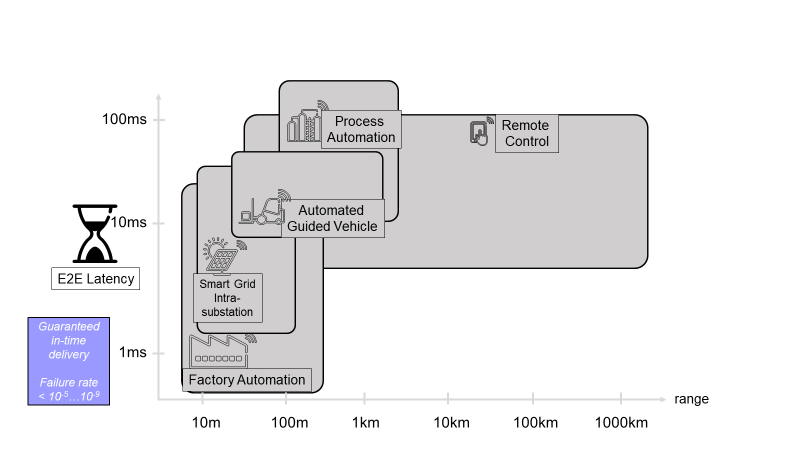 100ms
Process
Automation
Remote
Control
10ms
Automated
Guided Vehicle
E2E Latency
Smart Grid
Intra-
substation
Guaranteed
in-time
delivery
Failure rate
< 10-5…10-9
1ms
Factory Automation
range
10m
100m
1km
10km
100km
1000km